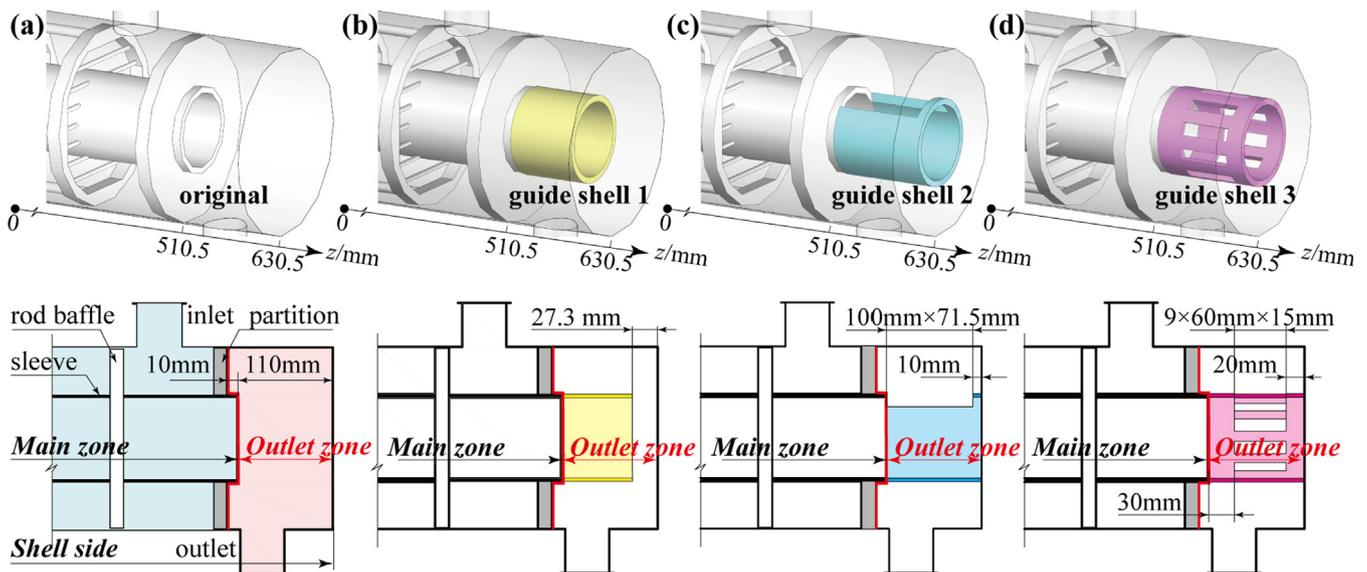 (a)
(b)
(c)
(d)
original
guide shell 1
guide shell 2
guide shell 3
0
510.5
630.5
z/mm
0
510.5
630.5
z/mm
0
510.5
630.5
z/mm
0
510.5
630.5
z/mm
rod baffle
inlet
partition
sleeve
10mm
110mm
Main zone
Outlet zone
Shell side
outlet
27.3 mm
Main zone
Outlet zone
100mm×71.5mm
10mm
Main zone
Outlet zone
9×60mm×15mm
20mm
Main zone
Outlet zone
30mm